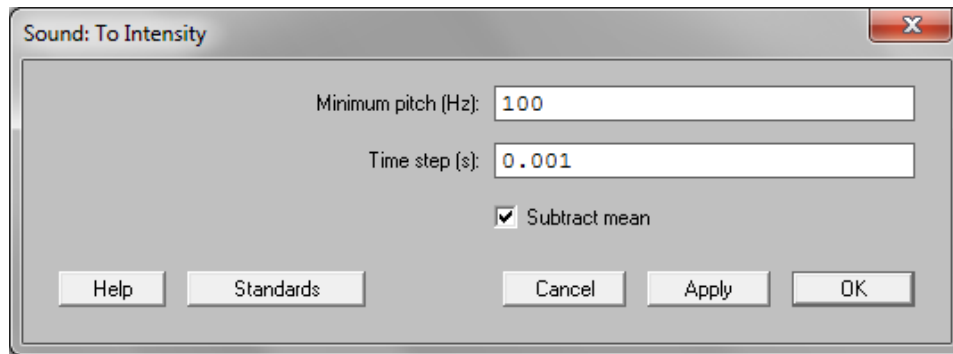 Sound: To Intensity
Minimum pitch (Hz): 100
Time step (s): 0.001
Subtract mean
Help Standards Cancel Apply OK